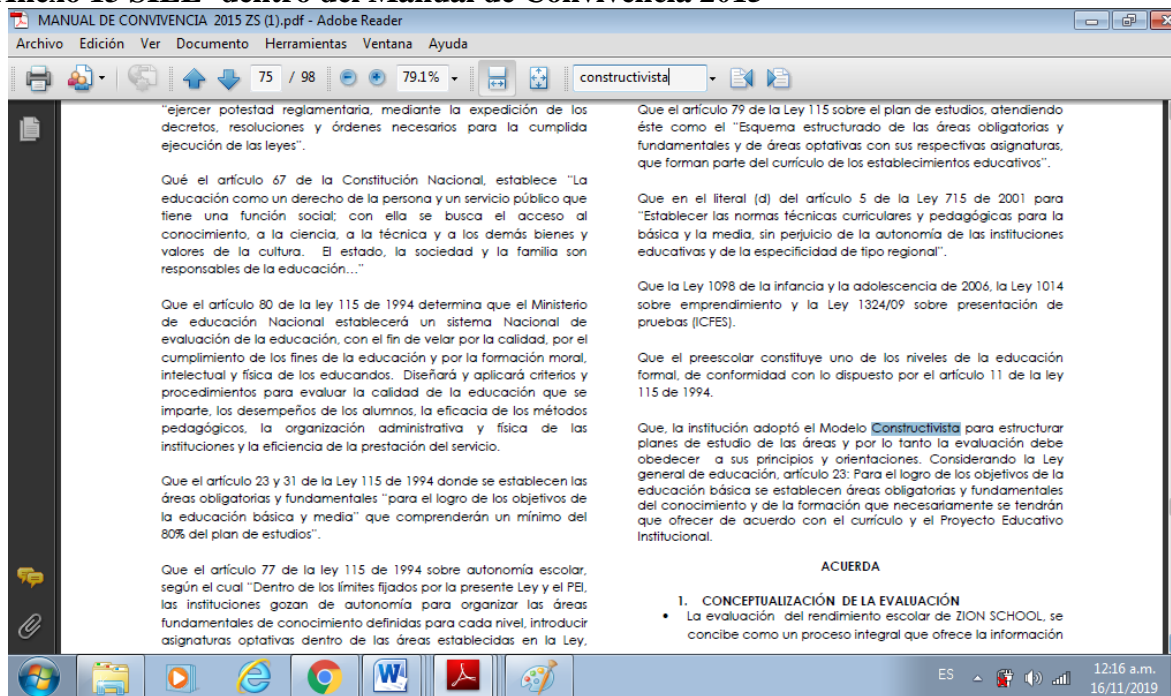 MANUAL DE CONVIVENCIA 2015 ZS (1).pdf - Adobe Reader
Archivo Edición Ver Documento Herramientas Ventana Ayuda
75 / 98 79.1% constructivista
"ejercer potestad reglamentaria, mediante la expedición de los
decretos, resoluciones y órdenes necesarios para la cumplida
ejecución de las leyes".
Qué el artículo 67 de la Constitución Nacional, establece "La
educación como un derecho de la persona y un servicio público que
tiene una función social; con ella se busca el acceso al
conocimiento, a la ciencia, a la técnica y a los demás bienes y
valores de la cultura. El estado, la sociedad y la familia son
responsables de la educación…"
Que el artículo 80 de la ley 115 de 1994 determina que el Ministerio
de educación Nacional establecerá un sistema Nacional de
evaluación de la educación, con el fin de velar por la calidad, por el
cumplimiento de los fines de la educación y por la formación moral,
intelectual y física de los educandos. Diseñará y aplicará criterios y
procedimientos para evaluar la calidad de la educación que se
imparte, los desempeños de los alumnos, la eficacia de los métodos
pedagógicos, la organización administrativa y física de las
instituciones y la eficiencia de la prestación del servicio.
Que el artículo 23 y 31 de la Ley 115 de 1994 donde se establecen las
áreas obligatorias y fundamentales "para el logro de los objetivos de
la educación básica y media" que comprenderán un mínimo del
80% del plan de estudios".
Que el artículo 77 de la ley 115 de 1994 sobre autonomía escolar,
según el cual "Dentro de los límites fijados por la presente Ley y el PEI,
las instituciones gozan de autonomía para organizar las áreas
fundamentales de conocimiento definidas para cada nivel, introducir
asignaturas optativas dentro de las áreas establecidas en la Ley,
Que el artículo 79 de la Ley 115 sobre el plan de estudios, atendiendo
éste como el "Esquema estructurado de las áreas obligatorias y
fundamentales y de áreas optativas con sus respectivas asignaturas,
que forman parte del currículo de los establecimientos educativos".
Que en el literal (d) del artículo 5 de la Ley 715 de 2001 para
"Establecer las normas técnicas curriculares y pedagógicas para la
básica y la media, sin perjuicio de la autonomía de las instituciones
educativas y de la especificidad de tipo regional".
Que la Ley 1098 de la infancia y la adolescencia de 2006, la Ley 1014
sobre emprendimiento y la Ley 1324/09 sobre presentación de
pruebas (ICFES).
Que el preescolar constituye uno de los niveles de la educación
formal, de conformidad con lo dispuesto por el artículo 11 de la ley
115 de 1994.
Que, la institución adoptó el Modelo Constructivista para estructurar
planes de estudio de las áreas y por lo tanto la evaluación debe
obedecer a sus principios y orientaciones. Considerando la Ley
general de educación, artículo 23: Para el logro de los objetivos de la
educación básica se establecen áreas obligatorias y fundamentales
del conocimiento y de la formación que necesariamente se tendrán
que ofrecer de acuerdo con el currículo y el Proyecto Educativo
Institucional.
ACUERDA
1. CONCEPTUALIZACIÓN DE LA EVALUACIÓN
• La evaluación del rendimiento escolar de ZION SCHOOL, se
concibe como un proceso integral que ofrece la información
ES 12:16 a.m.
16/11/2019